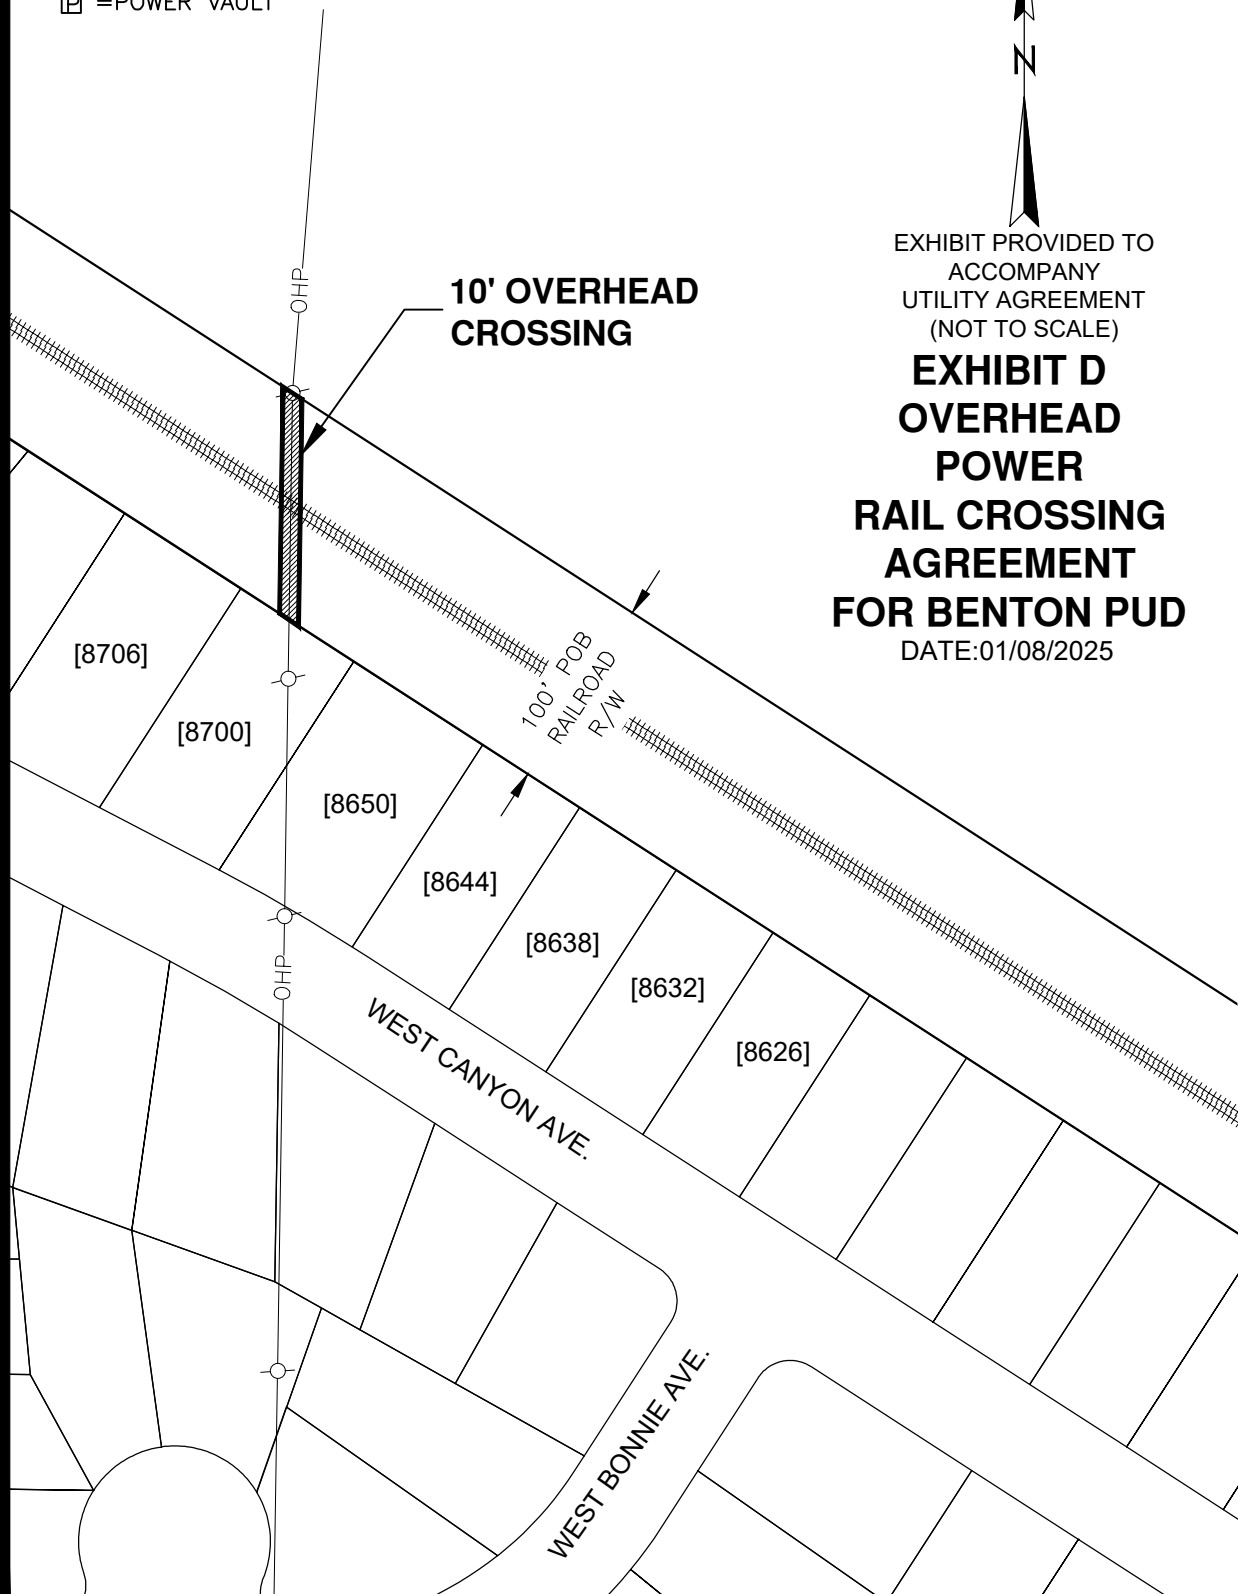 =POWER VAULT
N
OHP
10' OVERHEAD
CROSSING
EXHIBIT PROVIDED TO
ACCOMPANY
UTILITY AGREEMENT
(NOT TO SCALE)
EXHIBIT D
OVERHEAD
POWER
RAIL CROSSING
AGREEMENT
FOR BENTON PUD
DATE:01/08/2025
100' POB
RAILROAD
R/W
[8706]
[8700]
[8650]
[8644]
[8638]
[8632]
[8626]
OHP
WEST CANYON AVE.
WEST BONNIE AVE.